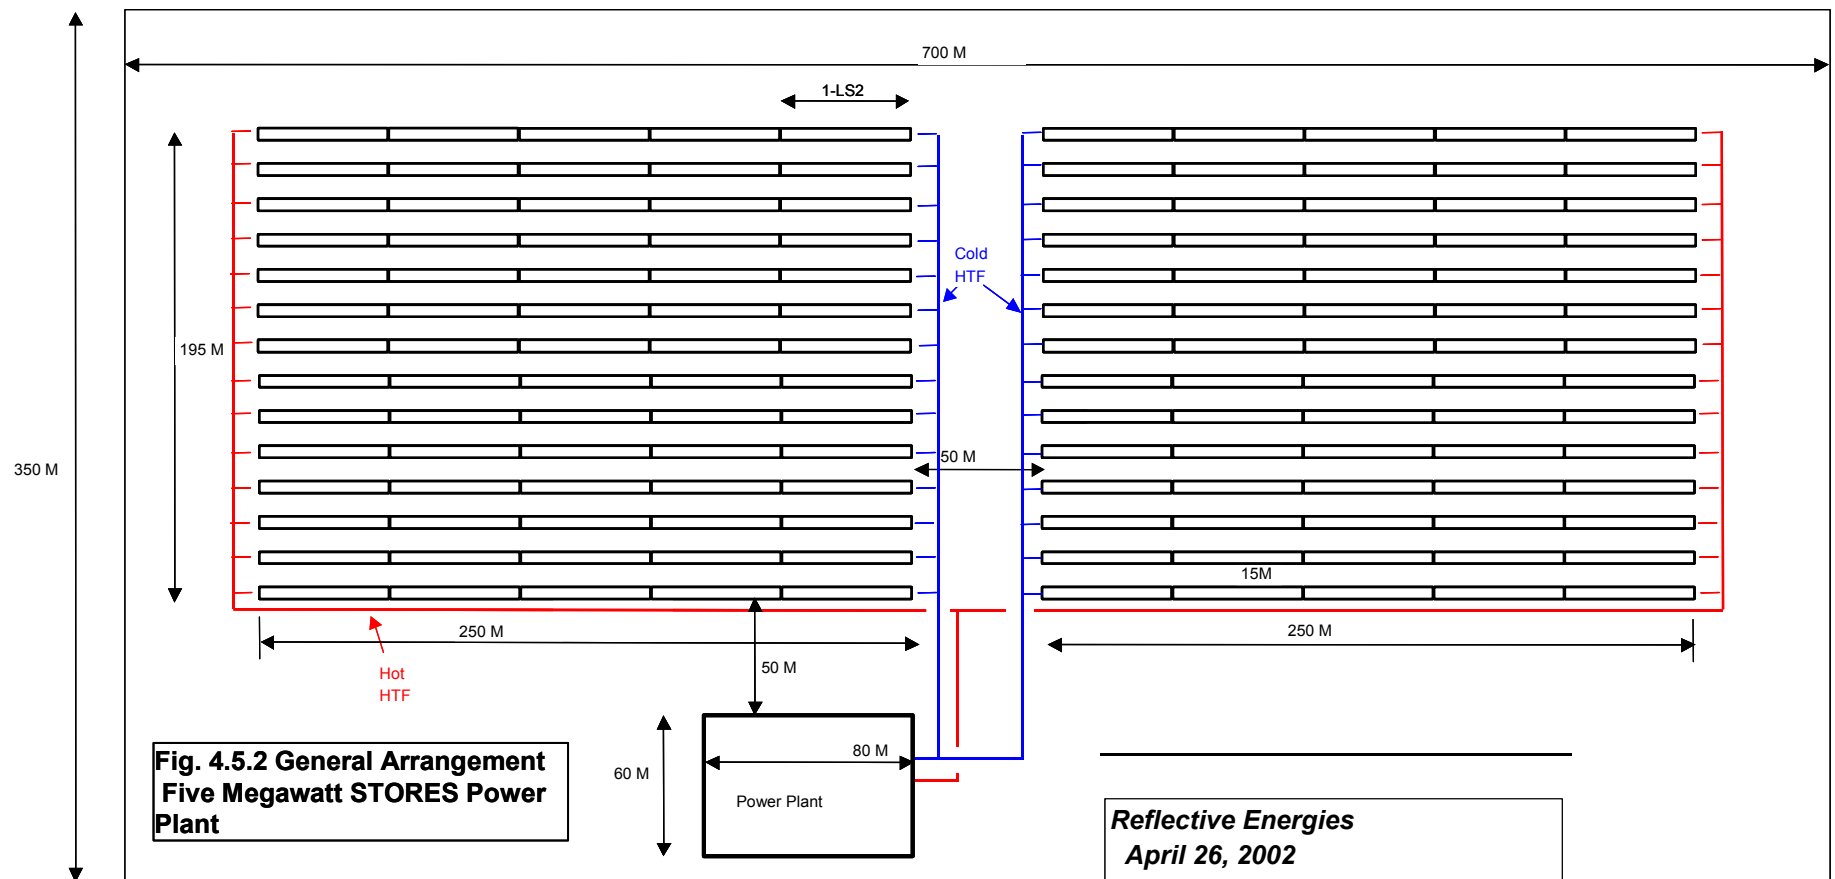 700 M
1-LS2
Cold
HTF
195 M
350 M
50 M
15M
250 M
250 M
Hot
HTF
50 M
Fig. 4.5.2 General Arrangement
Five Megawatt STORES Power
Plant
60 M
80 M
Power Plant
Reflective Energies
April 26, 2002